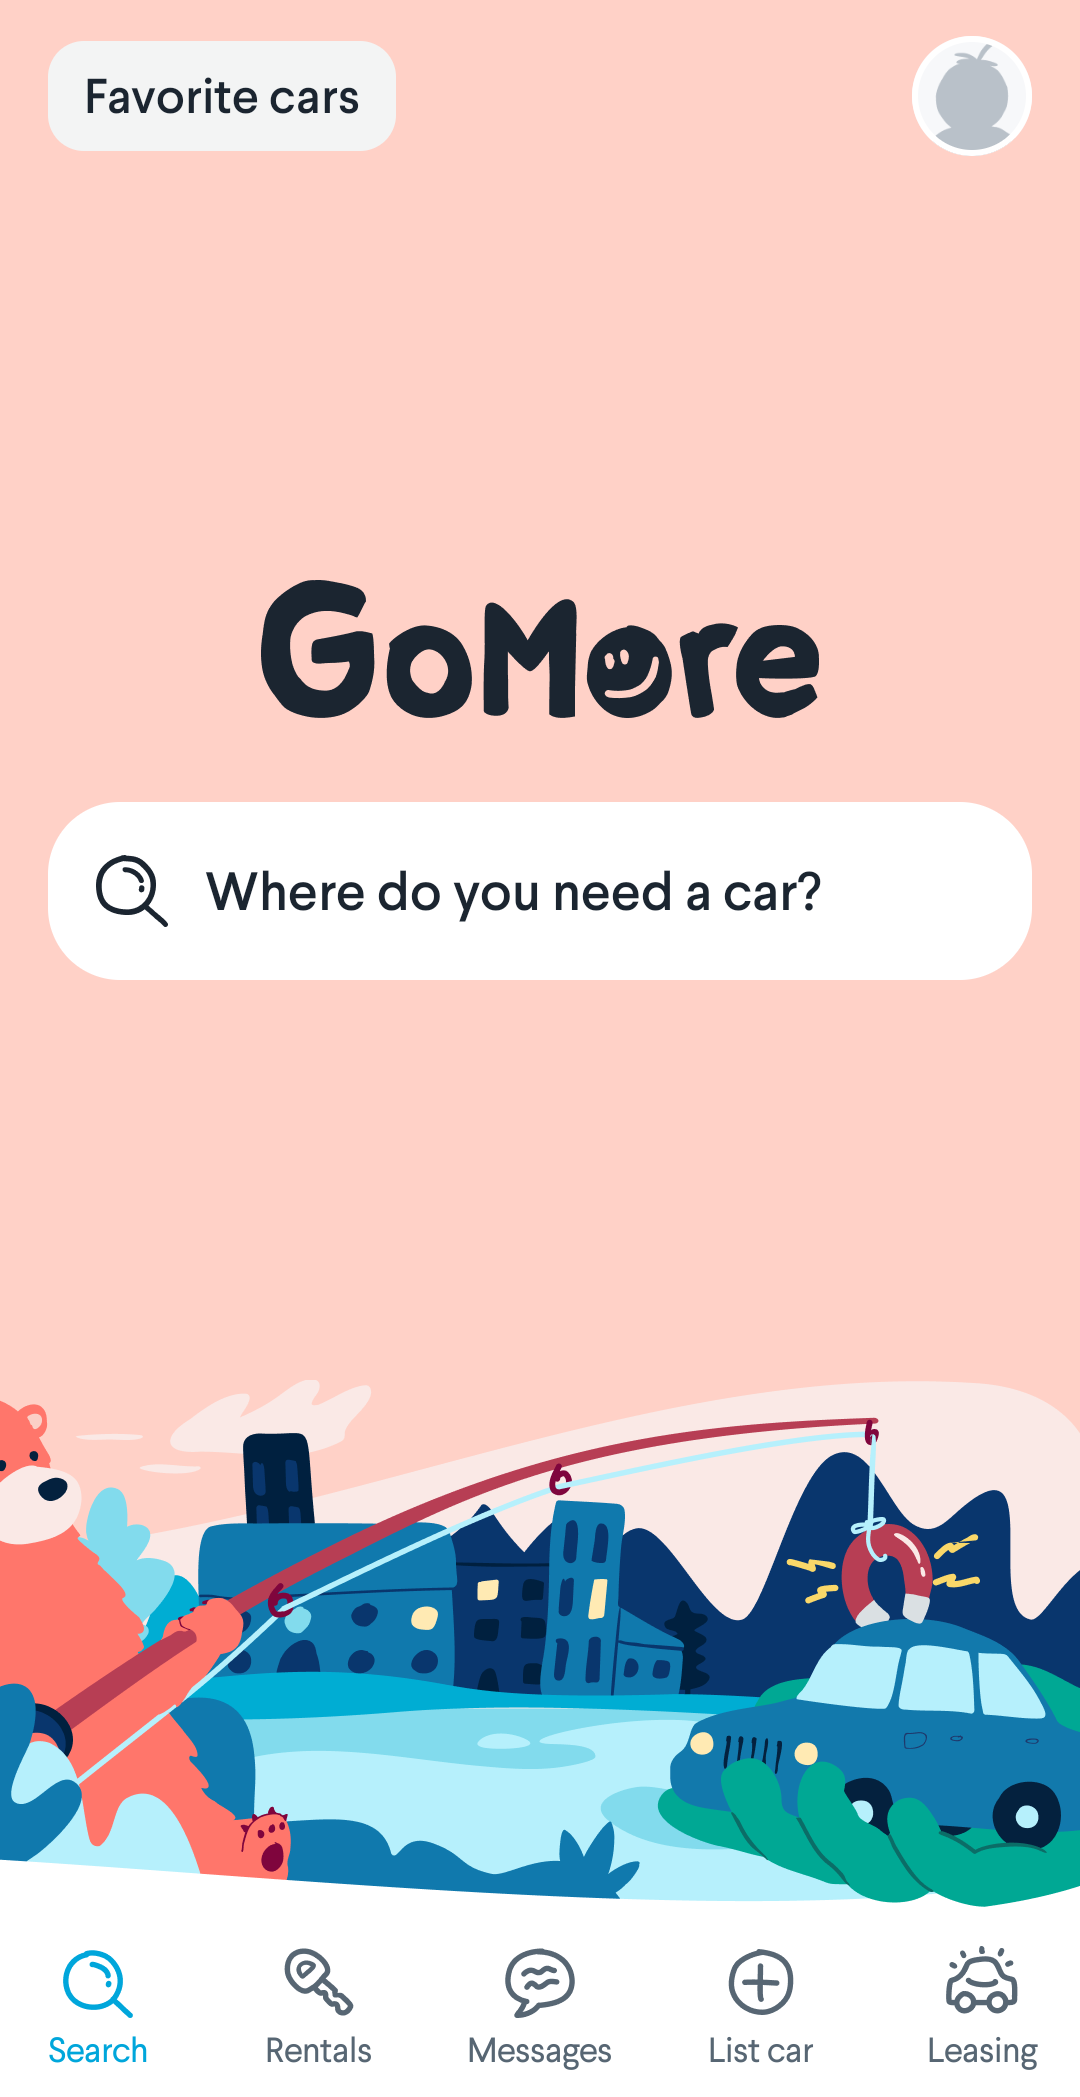 Favorite cars
GoMore
Where do you need a car?
Search
Rentals
Messages
List car
Leasing